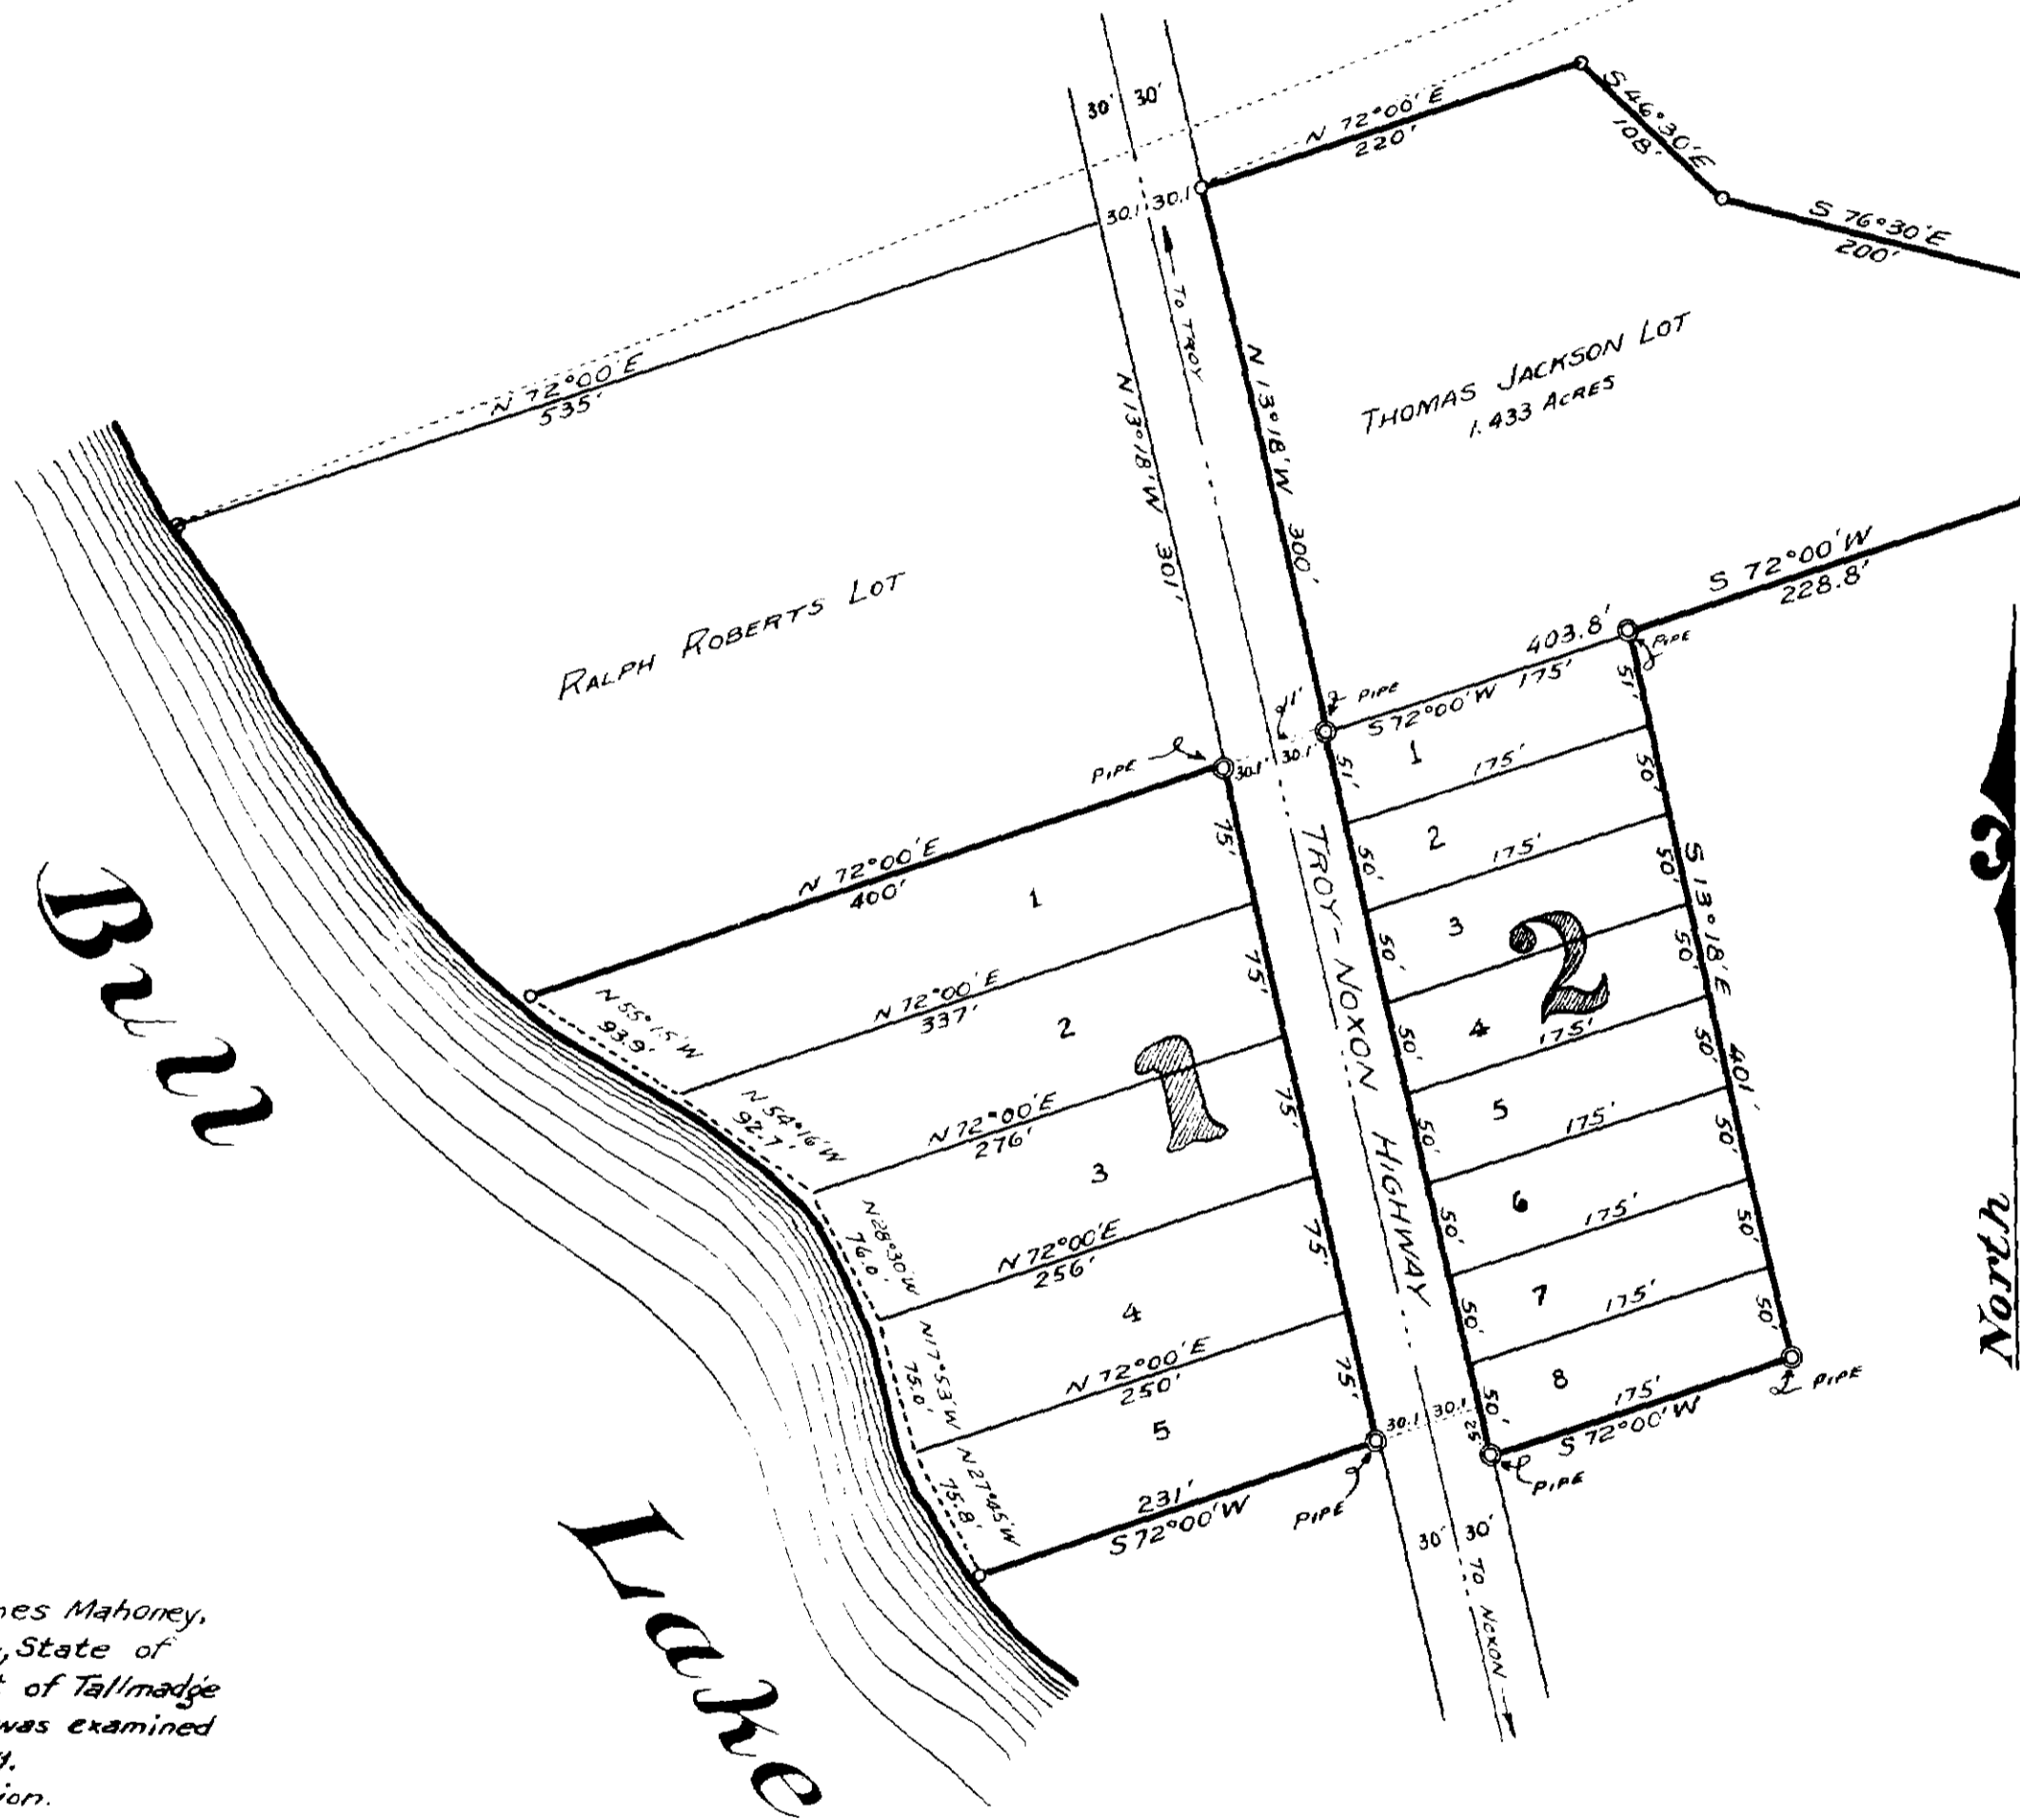 30' 30'
N 72°00'E
220'
S 46°30'E
108'
S 76°30'E
200'
30.1 30.1
TO TROY
N 72°00'E
535'
N 13°18'W 301'
N 13°18'W 300'
THOMAS JACKSON LOT
1.433 ACRES
RALPH ROBERTS LOT
S 72°00'W
228.8'
403.8'
PIPE
S 72°00'W 175'
PIPE
1'
PIPE
30.1' 30.1'
N 72°00'E
400'
1
75'
N 55°15'W
93.9'
N 72°00'E
337'
2
75'
N 54°16'W
92.7'
N 72°00'E
276'
3
75'
N 28°30'W
76.0'
N 72°00'E
256'
4
75'
N 17°53'W
75.0'
N 72°00'E
250'
5
75'
N 27°45'W
75.8'
231'
S 72°00'W
PIPE
1
TROY-NOXON HIGHWAY
51'
1
51'
175'
50'
2
50'
175'
50'
3
50'
2
S 13°18'E 401'
50'
50'
4
175'
50'
50'
5
175'
50'
50'
6
175'
50'
50'
7
175'
50'
50'
8
175'
S 72°00'W
25'
30.1 30.1
PIPE
PIPE
30' 30'
TO NOXON
Bull
Lake
3
North
nes Mahoney,
, State of
t of Tallmadge
was examined
ion.